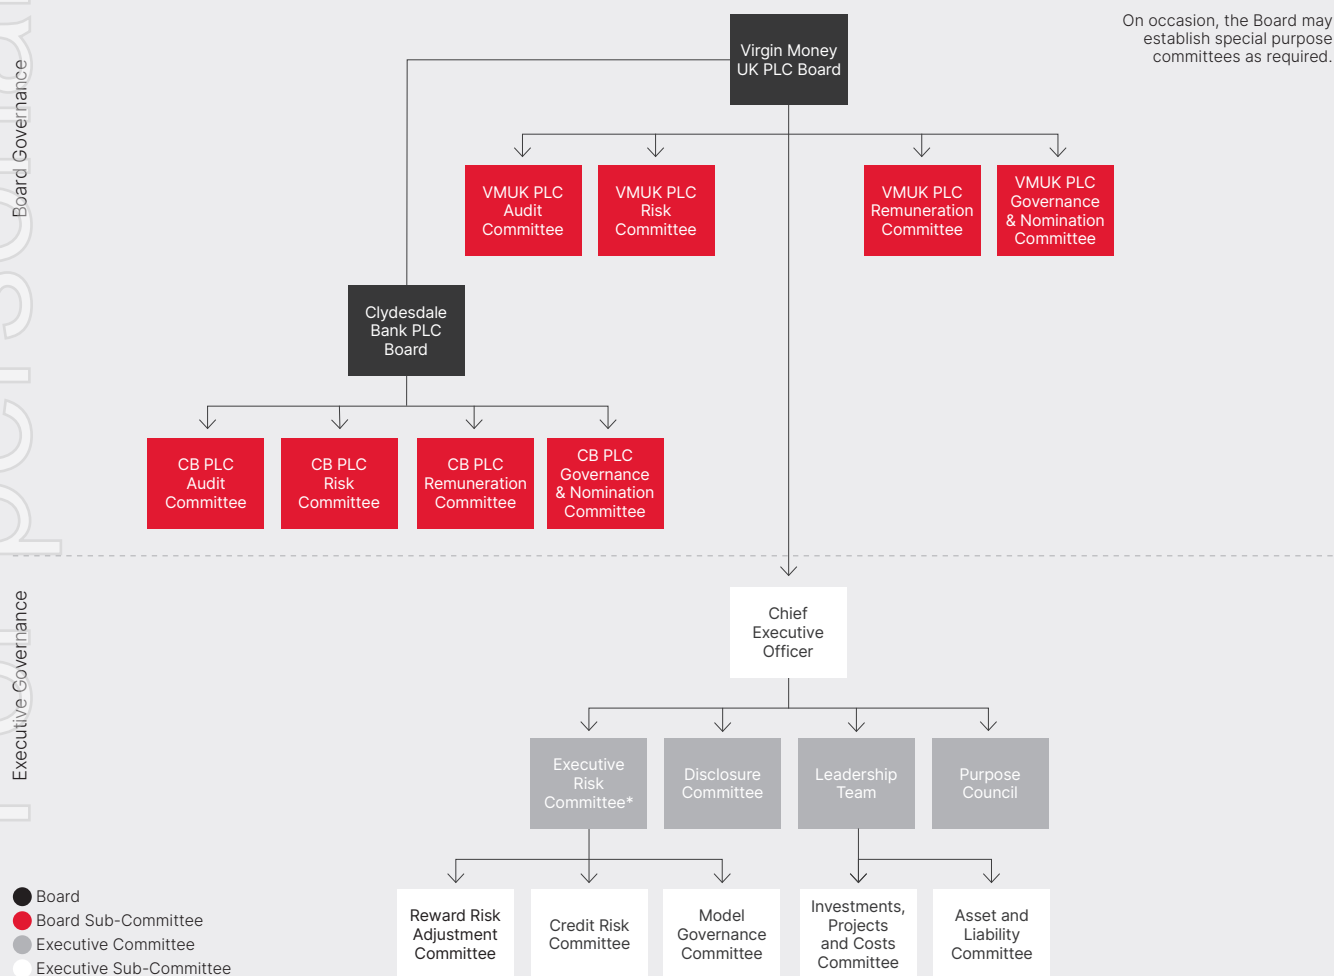 On occasion, the Board may
establish special purpose
committees as required.
Board Governance
Virgin Money
UK PLC Board
VMUK PLC
Audit
Committee
VMUK PLC
Risk
Committee
VMUK PLC
Remuneration
Committee
VMUK PLC
Governance
& Nomination
Committee
Clydesdale
Bank PLC
Board
CB PLC
Audit
Committee
CB PLC
Risk
Committee
CB PLC
Remuneration
Committee
CB PLC
Governance
& Nomination
Committee
Executive Governance
Chief
Executive
Officer
Executive
Risk
Committee*
Disclosure
Committee
Leadership
Team
Purpose
Council
Reward Risk
Adjustment
Committee
Credit Risk
Committee
Model
Governance
Committee
Investments,
Projects
and Costs
Committee
Asset and
Liability
Committee
Board
Board Sub-Committee
Executive Committee
Executive Sub-Committee